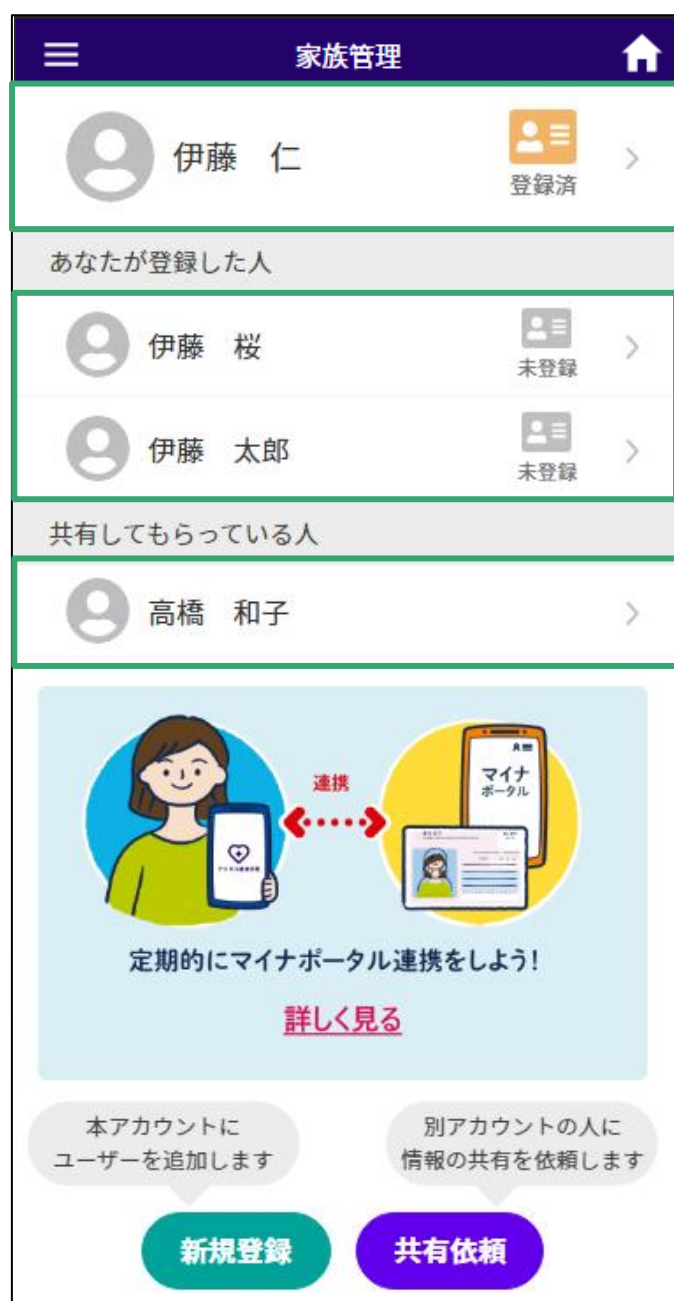 家族管理
伊藤　仁
登録済
あなたが登録した人
伊藤　桜
未登録
伊藤　太郎
未登録
共有してもらっている人
高橋　和子
連携
マイナ
ポータル
定期的にマイナポータル連携をしよう!
詳しく見る
本アカウントに
ユーザーを追加します
別アカウントの人に
情報の共有を依頼します
新規登録
共有依頼